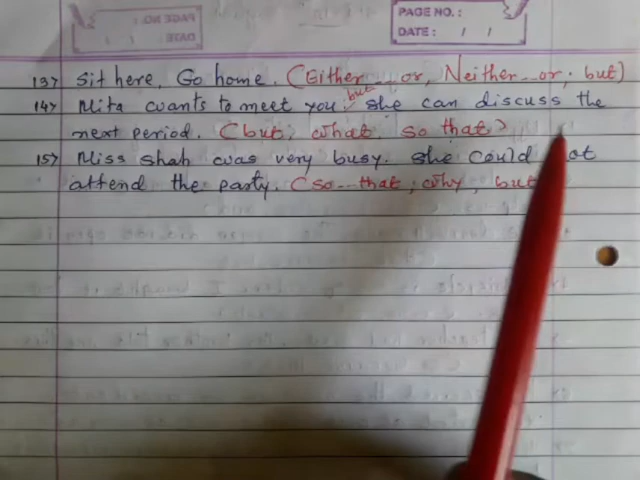 PAGE NO.:
DATE: / /
13) Sit here. Go home. (Either...or, Neither...or, but)
but
14) Mita wants to meet you. she can discuss the
next period. (but, what, so that)
15) Miss shah was very busy. she could
attend the party. (so...that, why, but